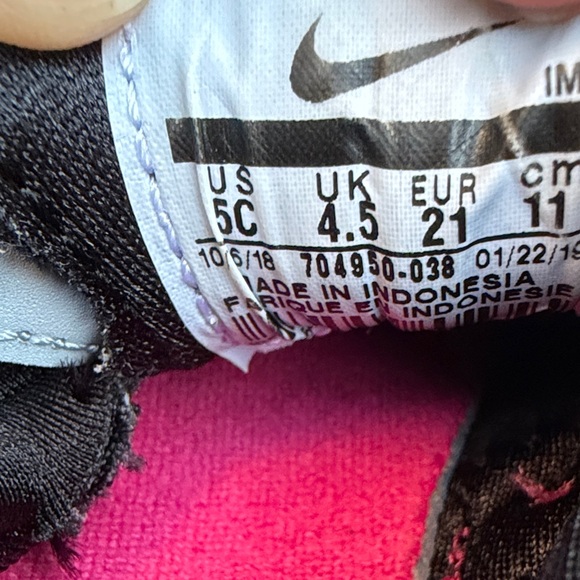 IM
US UK EUR cm
5C 4.5 21 11
10/6/18 704950-038 01/22/19
MADE IN INDONESIA
FABRIQUE EN INDONESIE